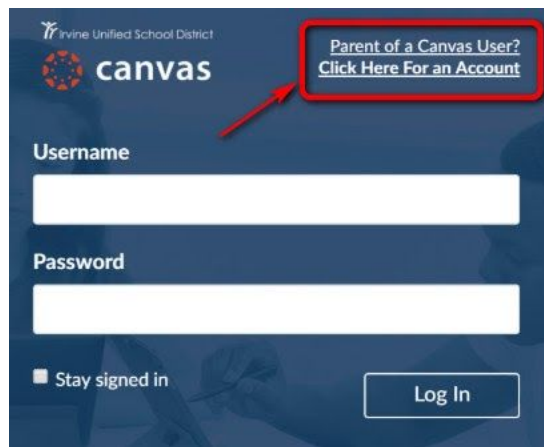 Irvine Unified School District
canvas
Parent of a Canvas User?
Click Here For an Account
Username
Password
Stay signed in
Log In